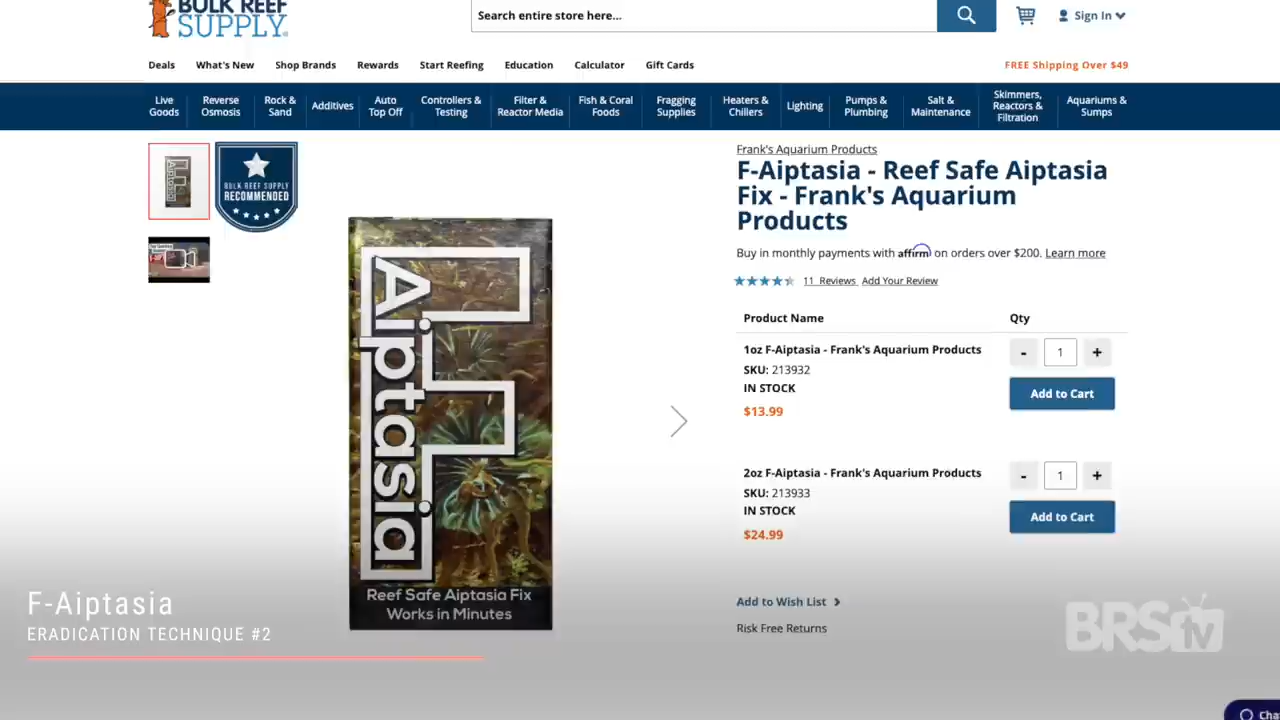 BULK REEF
SUPPLY
Search entire store here...
Sign In
Deals
What's New
Shop Brands
Rewards
Start Reefing
Education
Calculator
Gift Cards
FREE Shipping Over $49
Live
Goods
Reverse
Osmosis
Rock &
Sand
Additives
Auto
Top Off
Controllers &
Testing
Filter &
Reactor Media
Fish & Coral
Foods
Fragging
Supplies
Heaters &
Chillers
Lighting
Pumps &
Plumbing
Salt &
Maintenance
Skimmers,
Reactors &
Filtration
Aquariums &
Sumps
BULK REEF SUPPLY
RECOMMENDED
Aiptasia
Aiptasia
Reef Safe Aiptasia Fix
Works in Minutes
Frank's Aquarium Products
F-Aiptasia - Reef Safe Aiptasia
Fix - Frank's Aquarium
Products
Buy in monthly payments with affirm on orders over $200. Learn more
11 Reviews Add Your Review
Product Name Qty
1oz F-Aiptasia - Frank's Aquarium Products
SKU: 213932
IN STOCK
$13.99
- 1 +
Add to Cart
2oz F-Aiptasia - Frank's Aquarium Products
SKU: 213933
IN STOCK
$24.99
- 1 +
Add to Cart
Add to Wish List
Risk Free Returns
F-Aiptasia
ERADICATION TECHNIQUE #2
BRStv